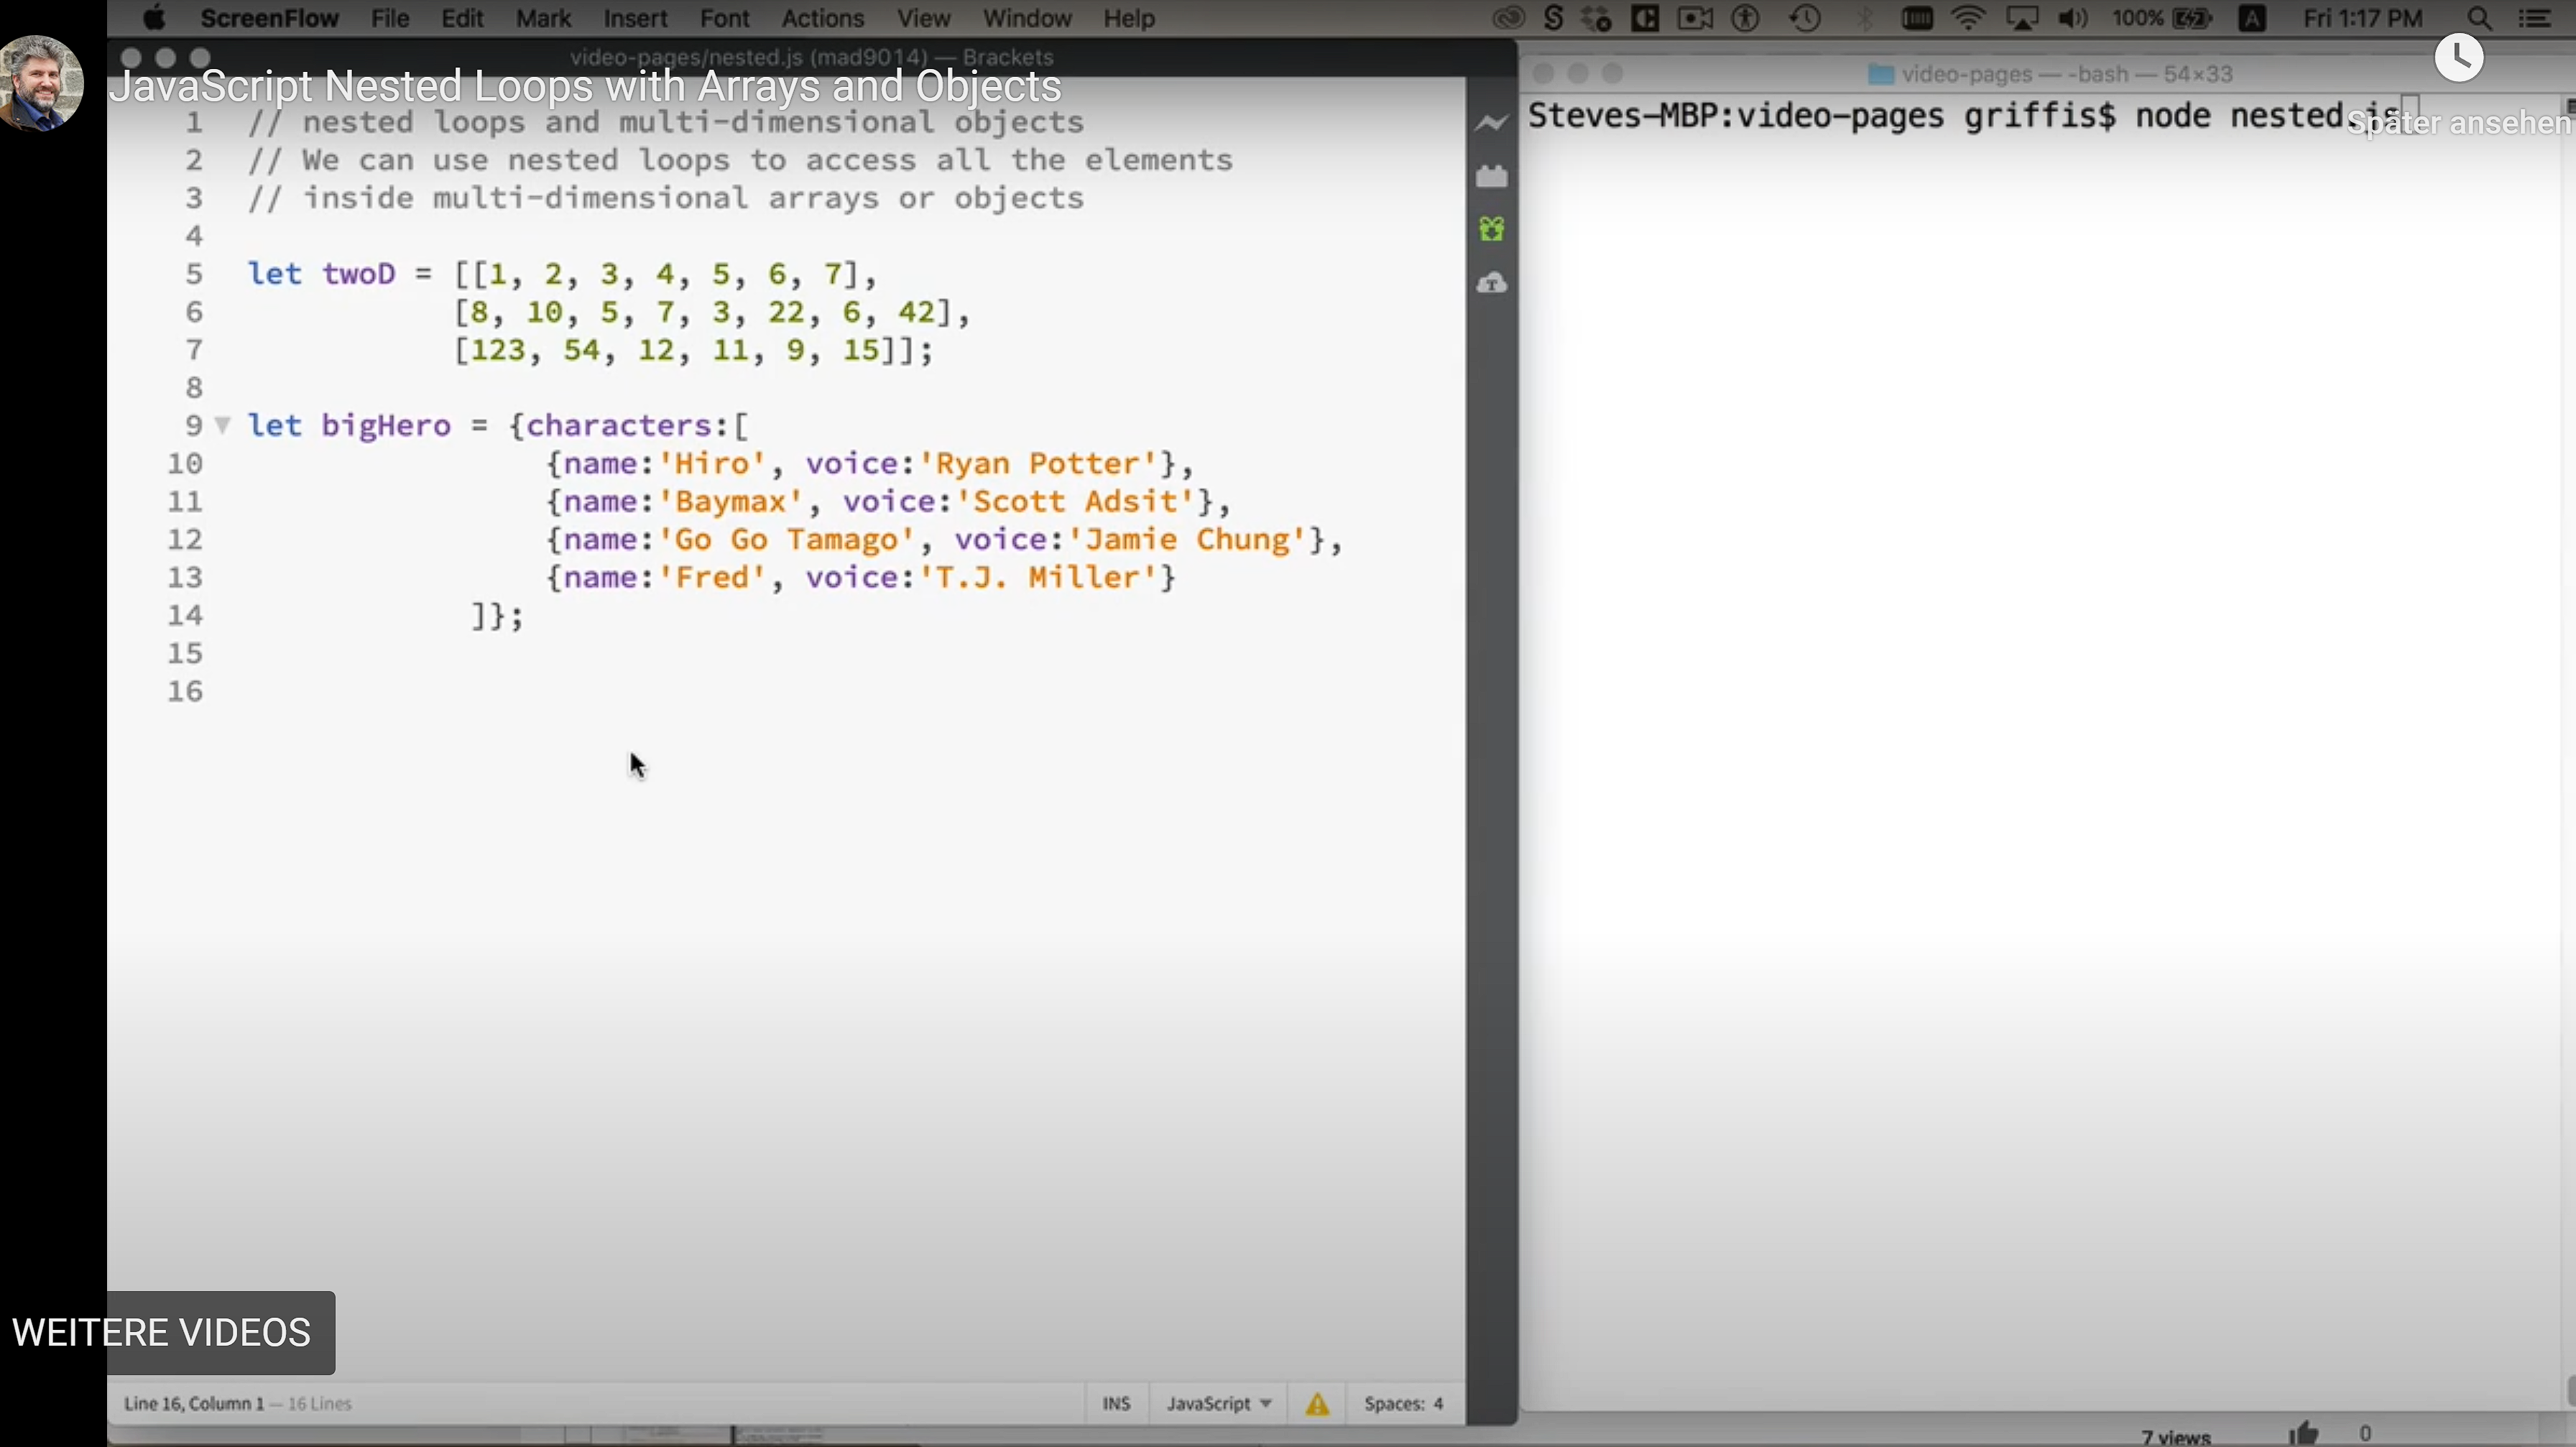 ScreenFlow File Edit Mark Insert Font Actions View Window Help
100%
A
Fri 1:17 PM
video-pages/nested.js (mad9014) — Brackets
JavaScript Nested Loops with Arrays and Objects
video-pages — -bash — 54×33
Später ansehen
1 // nested loops and multi-dimensional objects
2 // We can use nested loops to access all the elements
3 // inside multi-dimensional arrays or objects
4
5 let twoD = [[1, 2, 3, 4, 5, 6, 7],
6 [8, 10, 5, 7, 3, 22, 6, 42],
7 [123, 54, 12, 11, 9, 15]];
8
9 let bigHero = {characters:[
10 {name:'Hiro', voice:'Ryan Potter'},
11 {name:'Baymax', voice:'Scott Adsit'},
12 {name:'Go Go Tamago', voice:'Jamie Chung'},
13 {name:'Fred', voice:'T.J. Miller'}
14 ]};
15
16
Steves-MBP:video-pages griffis$ node nested.js
WEITERE VIDEOS
Line 16, Column 1 — 16 Lines
INS
JavaScript
Spaces: 4
7 views
0